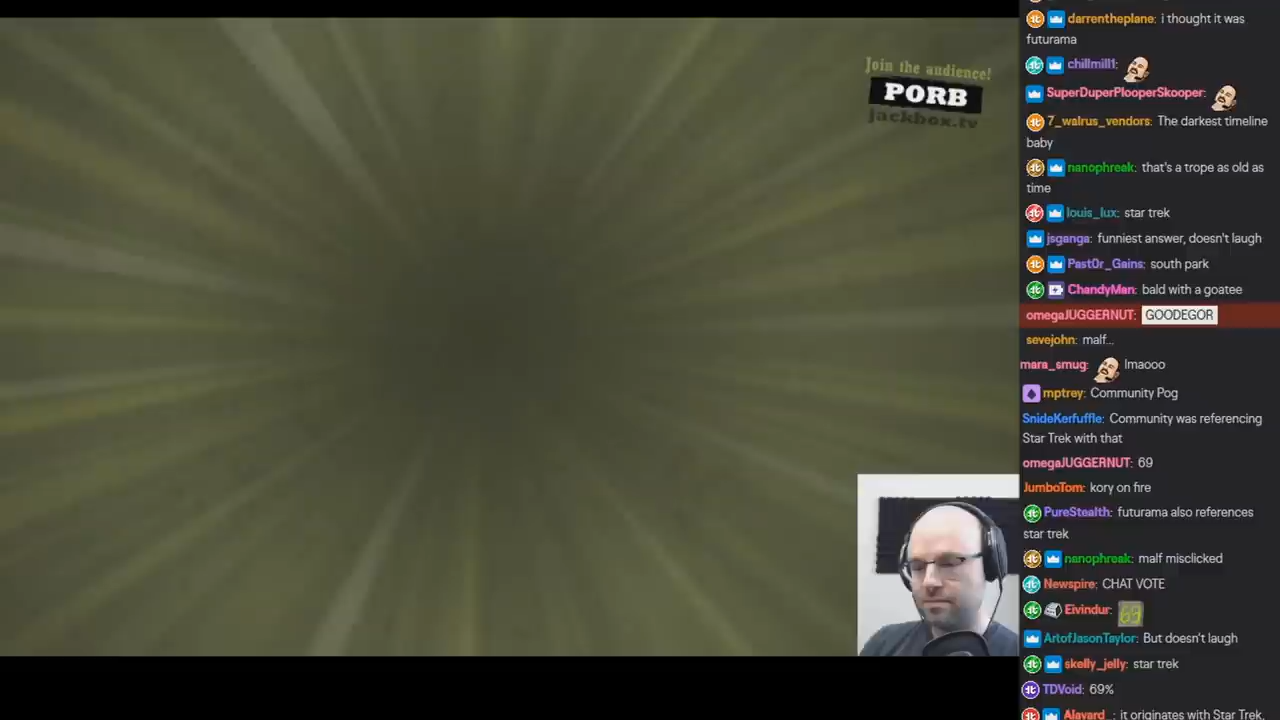 Join the audience!
PORB
jackbox.tv
darrentheplane: i thought it was
futurama
chillmill1:
SuperDuperPlooperSkooper:
7_walrus_vendors: The darkest timeline
baby
nanophreak: that's a trope as old as
time
louis_lux: star trek
jsganga: funniest answer, doesn't laugh
Past0r_Gains: south park
ChandyMan: bald with a goatee
omegaJUGGERNUT: GOODEGOR
sevejohn: malf...
mara_smug: lmaooo
mptrey: Community Pog
SnideKerfuffle: Community was referencing
Star Trek with that
omegaJUGGERNUT: 69
JumboTom: kory on fire
PureStealth: futurama also references
star trek
nanophreak: malf misclicked
Newspire: CHAT VOTE
Eivindur: 69
ArtofJasonTaylor: But doesn't laugh
skelly_jelly: star trek
TDVoid: 69%
Alavard_: it originates with Star Trek,